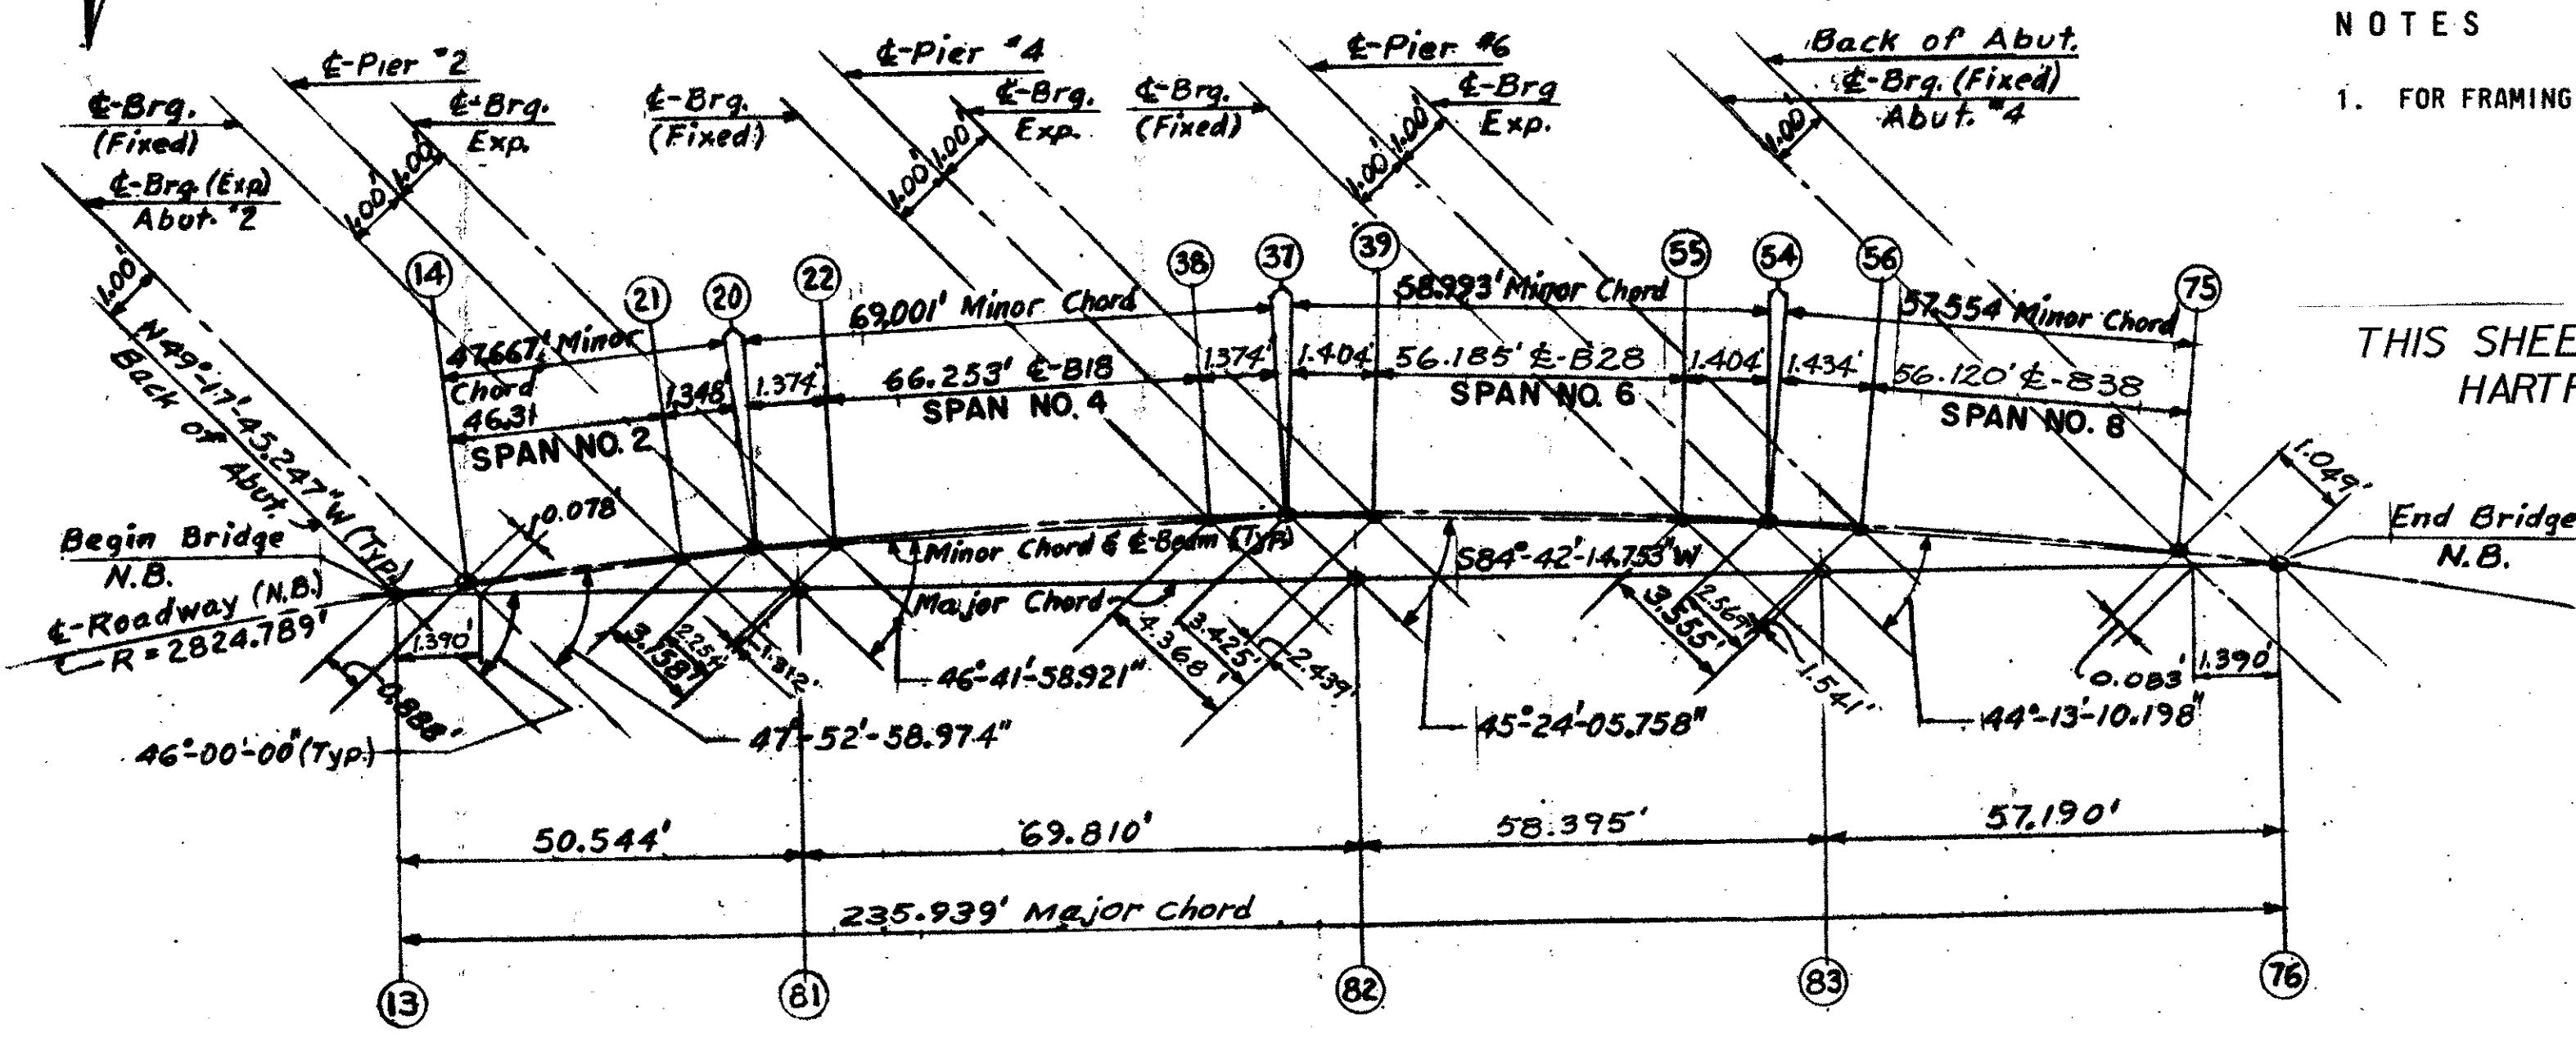 NOTES
1. FOR FRAMING
THIS SHEE
HARTF
℄-Pier #2
℄-Pier #4
℄-Pier #6
Back of Abut.
℄-Brg. (Fixed)
Abut. #4
℄-Brg.
(Fixed)
℄-Brg.
Exp.
℄-Brg.
(Fixed)
℄-Brg.
Exp.
℄-Brg.
(Fixed)
℄-Brg
Exp.
℄-Brg. (Exp)
Abut. #2
1.00'
1.00'
1.00'
1.00'
1.00'
1.00'
1.00'
1.00'
14
21
20
22
38
37
39
55
54
56
75
47.667' Minor
Chord
69.001' Minor Chord
58.993' Minor Chord
57.554 Minor Chord
46.31
1.348'
1.374'
66.253' ℄-B18
1.374'
1.404'
56.185' ℄-B28
1.404'
1.434'
56.120' ℄-B38
SPAN NO. 2
SPAN NO. 4
SPAN NO. 6
SPAN NO. 8
N 49°-17'-45.247" W (Typ.)
Back of Abut.
0.078'
1.049'
Begin Bridge
N.B.
℄-Roadway (N.B.)
R = 2824.789'
End Bridge
N.B.
Minor Chord & ℄-Beam (Typ)
Major Chord
S84°-42'-14.753"W
1.390'
0.888'
3.158'
1.312'
4.368'
3.425'
2.439'
3.555'
2.567'
1.541'
0.083'
1.390'
46°-00'-00" (Typ.)
47°-52'-58.974"
46°-41'-58.921"
45°-24'-05.758"
44°-13'-10.198"
50.544'
69.810'
58.395'
57.190'
235.939' Major Chord
13
81
82
83
76